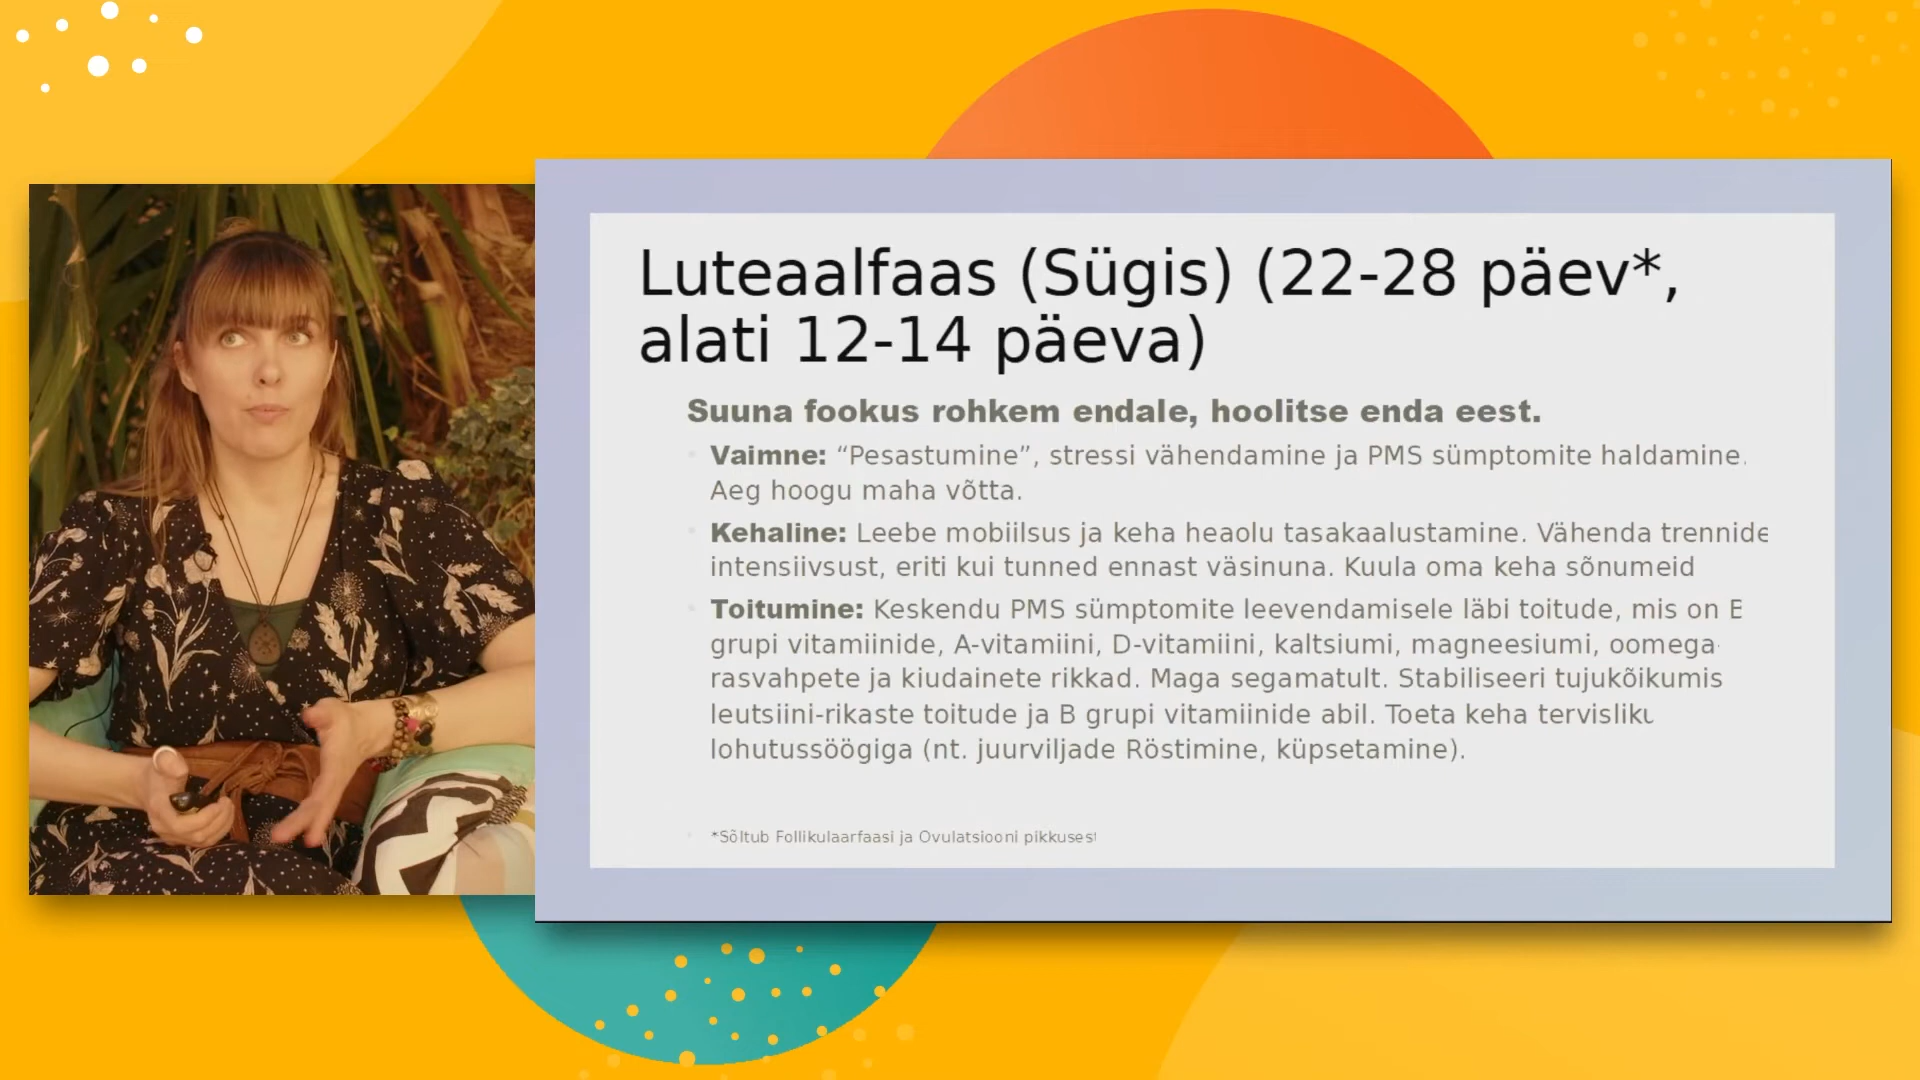 Luteaalfaas (Sügis) (22-28 päev*,
alati 12-14 päeva)
Suuna fookus rohkem endale, hoolitse enda eest.
Vaimne: “Pesastumine”, stressi vähendamine ja PMS sümptomite haldamine.
Aeg hoogu maha võtta.
Kehaline: Leebe mobiilsus ja keha heaolu tasakaalustamine. Vähenda trennide
intensiivsust, eriti kui tunned ennast väsinuna. Kuula oma keha sõnumeid
Toitumine: Keskendu PMS sümptomite leevendamisele läbi toitude, mis on
grupi vitamiinide, A-vitamiini, D-vitamiini, kaltsiumi, magneesiumi, oomega
rasvahpete ja kiudainete rikkad. Maga segamatult. Stabiliseeri tujukõikumis
leutsiini-rikaste toitude ja B grupi vitamiinide abil. Toeta keha
lohutussöögiga (nt. juurviljade Röstimine, küpsetamine).
*Sõltub Follikulaarfaasi ja Ovulatsiooni pikkusest